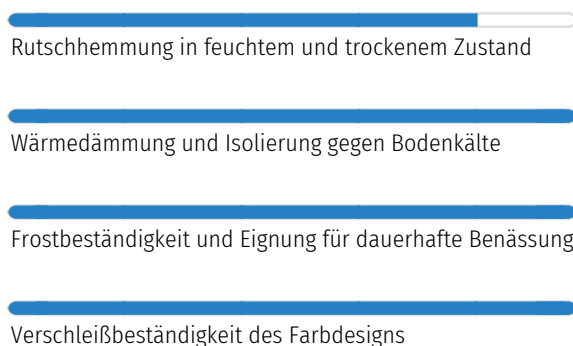 Rutschhemmung in feuchtem und trockenem Zustand
Wärmedämmung und Isolierung gegen Bodenkälte
Frostbeständigkeit und Eignung für dauerhafte Benässung
Verschleißbeständigkeit des Farbdesigns